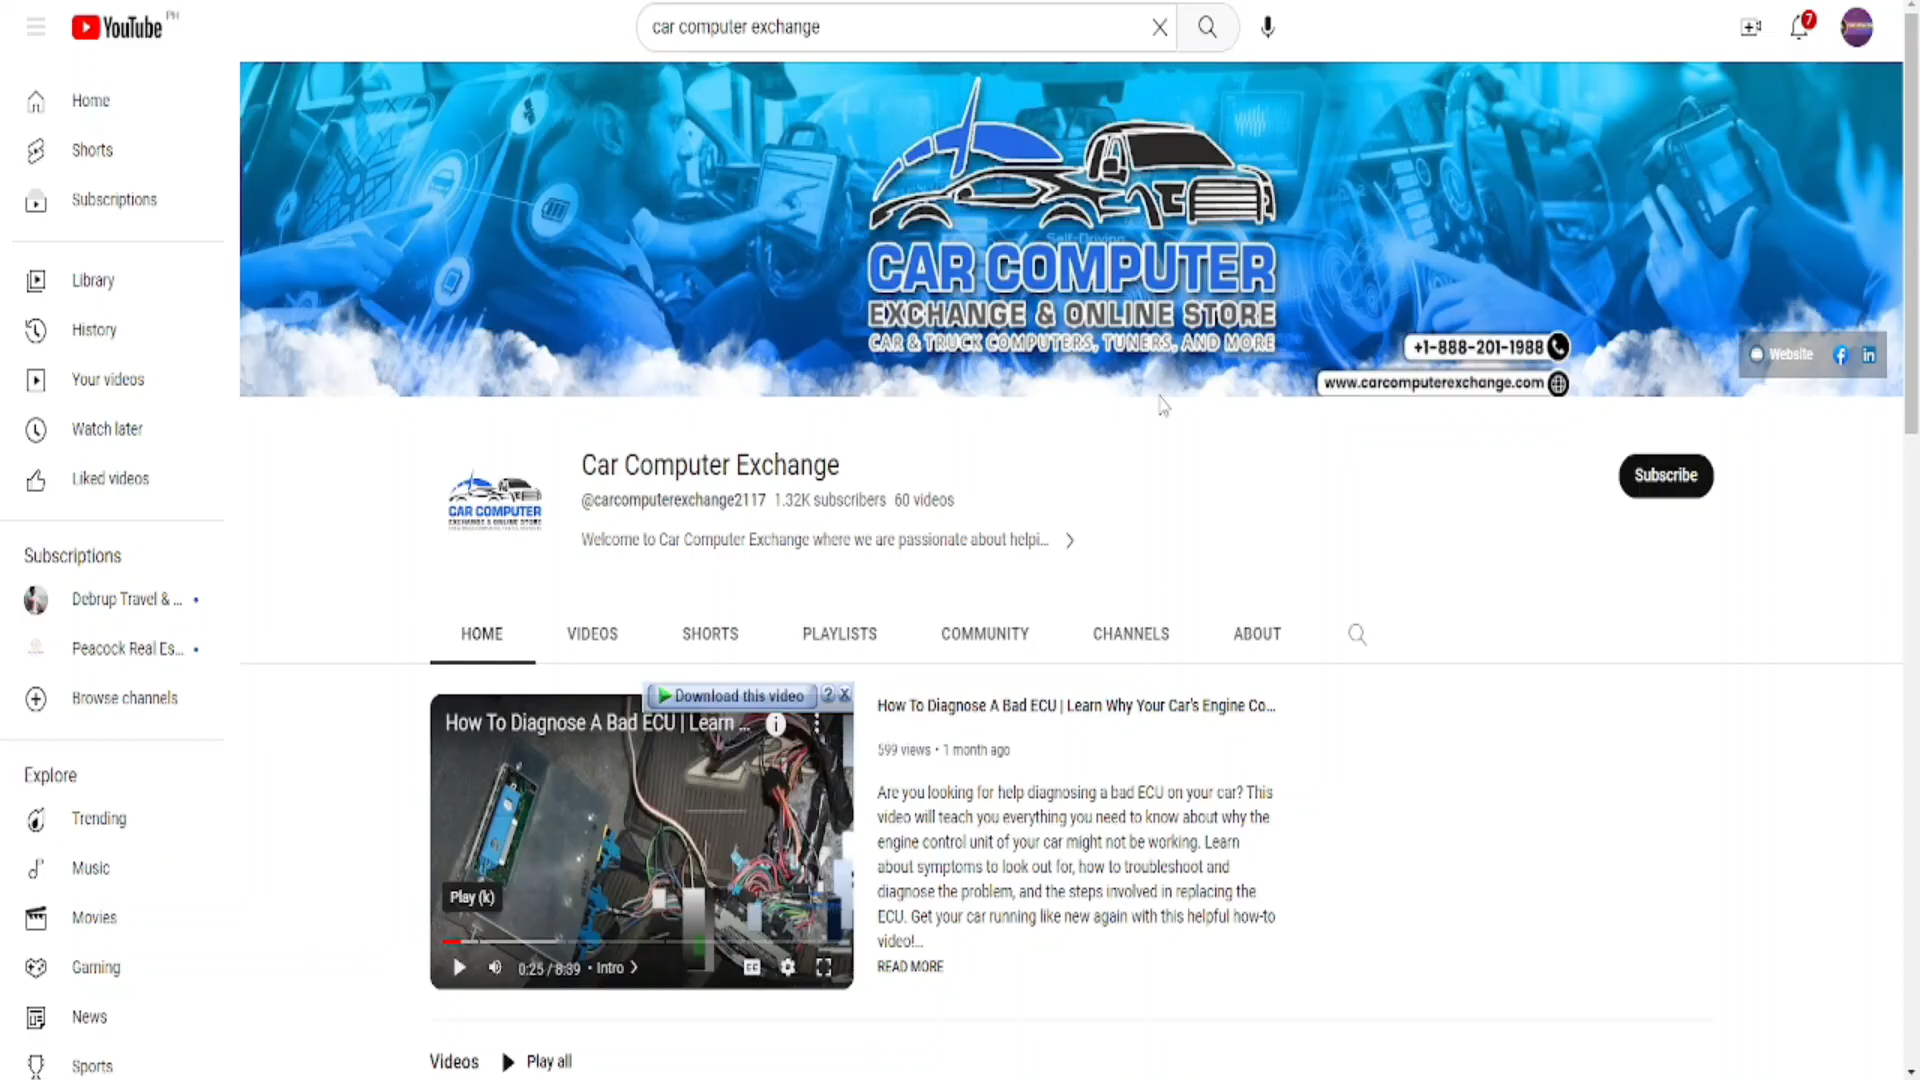 YouTube PH
car computer exchange
7
Home
Shorts
Subscriptions
Library
History
Your videos
Watch later
Liked videos
Subscriptions
Debrup Travel & ...
Peacock Real Es...
Browse channels
Explore
Trending
Music
Movies
Gaming
News
Sports
Self-Driving
CAR COMPUTER
EXCHANGE & ONLINE STORE
CAR & TRUCK COMPUTERS, TUNERS, AND MORE
+1-888-201-1988
www.carcomputerexchange.com
Website
CAR COMPUTER
EXCHANGE & ONLINE STORE
Car Computer Exchange
@carcomputerexchange2117 1.32K subscribers 60 videos
Welcome to Car Computer Exchange where we are passionate about helpi...
Subscribe
HOME VIDEOS SHORTS PLAYLISTS COMMUNITY CHANNELS ABOUT
Download this video ? X
How To Diagnose A Bad ECU | Learn ...
Play (k)
0:25 / 8:39 • Intro
CC
How To Diagnose A Bad ECU | Learn Why Your Car's Engine Co...
599 views • 1 month ago
Are you looking for help diagnosing a bad ECU on your car? This
video will teach you everything you need to know about why the
engine control unit of your car might not be working. Learn
about symptoms to look out for, how to troubleshoot and
diagnose the problem, and the steps involved in replacing the
ECU. Get your car running like new again with this helpful how-to
video!...
READ MORE
Videos Play all